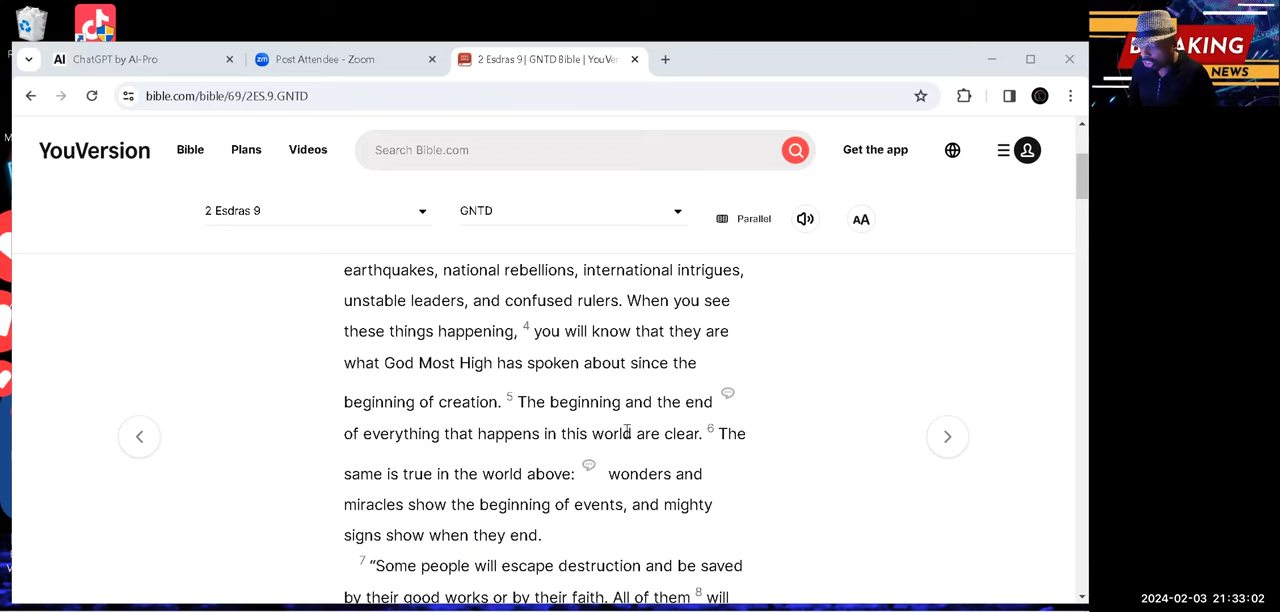 ChatGPT by AI-Pro
Post Attendee - Zoom
2 Esdras 9| GNTD Bible | YouVer
bible.com/bible/69/2ES.9.GNTD
BREAKING
NEWS
YouVersion
Bible
Plans
Videos
Search Bible.com
Get the app
2 Esdras 9
GNTD
Parallel
AA
earthquakes, national rebellions, international intrigues,
unstable leaders, and confused rulers. When you see
these things happening, 4 you will know that they are
what God Most High has spoken about since the
beginning of creation. 5 The beginning and the end
of everything that happens in this world are clear. 6 The
same is true in the world above: wonders and
miracles show the beginning of events, and mighty
signs show when they end.
7 “Some people will escape destruction and be saved
by their good works or by their faith. All of them 8 will
2024-02-03 21:33:02